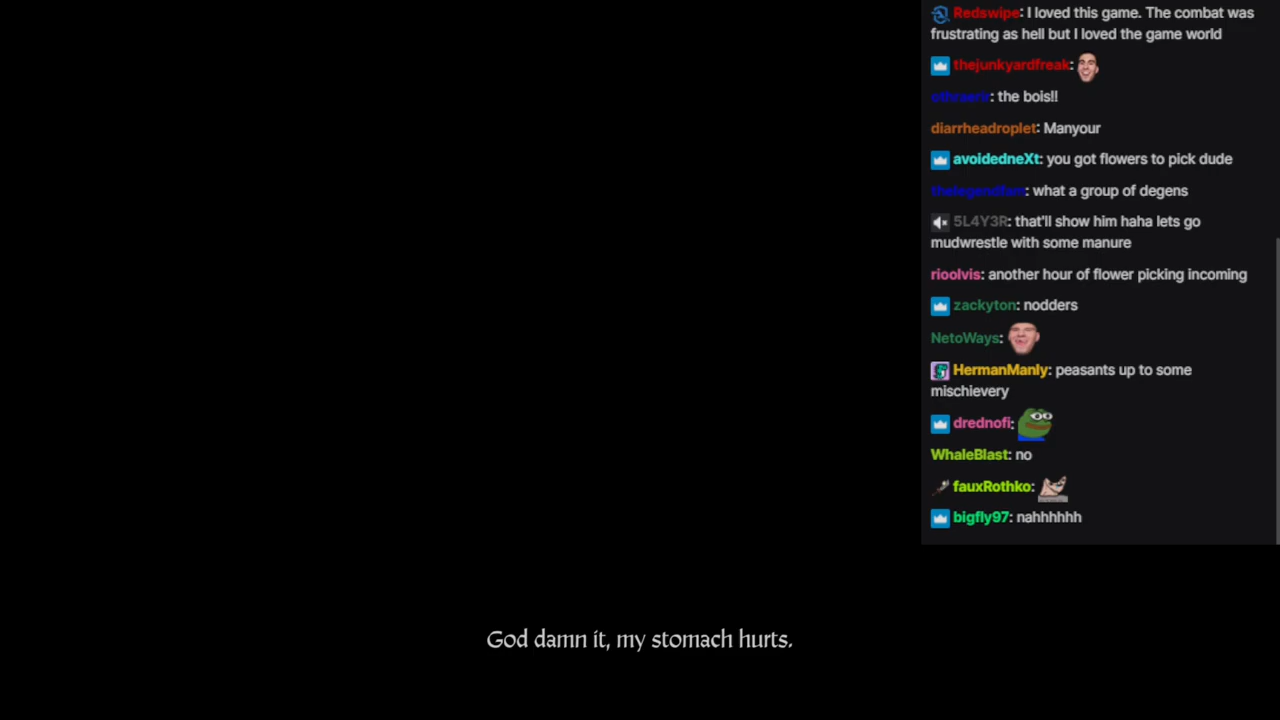 Redswipe: I loved this game. The combat was
frustrating as hell but I loved the game world
thejunkyardfreak:
othraerir: the bois!!
diarrheadroplet: Manyour
avoidedneXt: you got flowers to pick dude
: what a group of degens
5L4Y3R: that'll show him haha lets go
mudwrestle with some manure
rioolvis: another hour of flower picking incoming
zackyton: nodders
NetoWays:
HermanManly: peasants up to some
mischievery
drednofi:
WhaleBlast: no
fauxRothko:
bigfly97: nahhhhhh
God damn it, my stomach hurts.